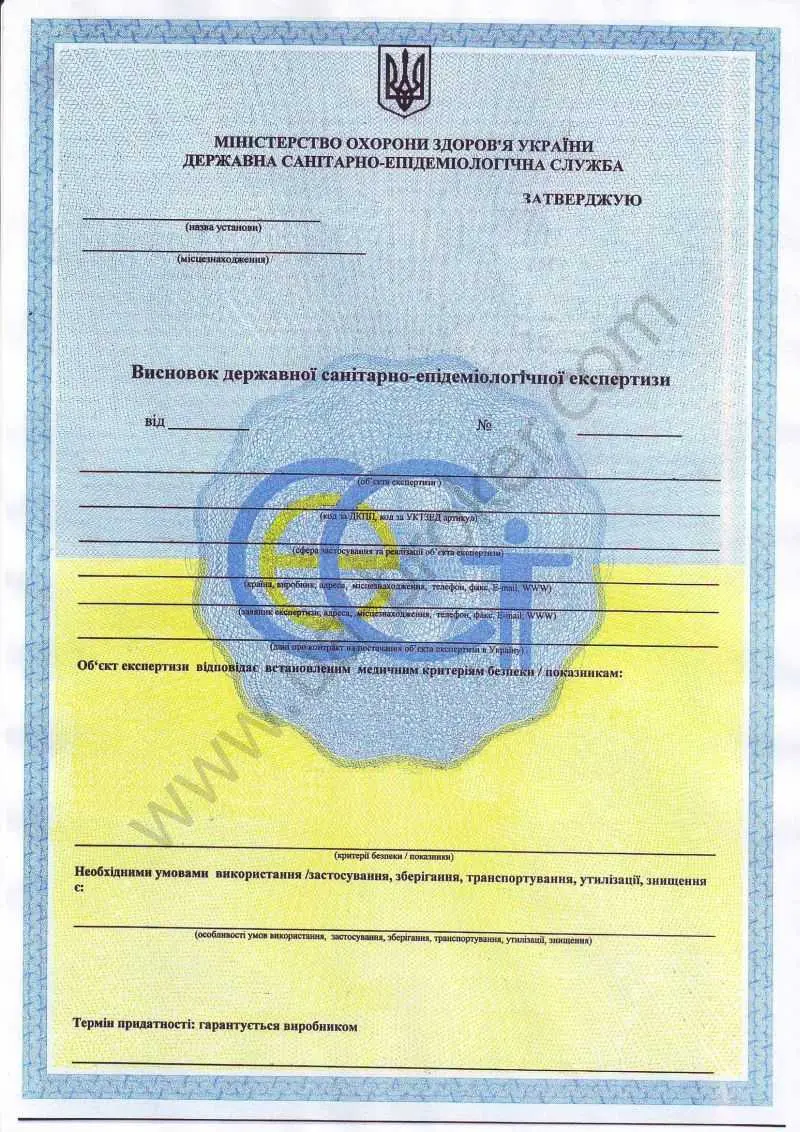 МІНІСТЕРСТВО ОХОРОНИ ЗДОРОВ'Я УКРАЇНИ
ДЕРЖАВНА САНІТАРНО-ЕПІДЕМІОЛОГІЧНА СЛУЖБА
ЗАТВЕРДЖУЮ
(назва установи)
(місцезнаходження)
Висновок державної санітарно-епідеміологічної експертизи
від №
(об'єкта експертизи )
(код за ДКПП, код за УКТЗЕД артикул)
(сфера застосування та реалізації об'єкта експертизи)
(країна, виробник, адреса, місцезнаходження, телефон, факс, E-mail, WWW)
(заявник експертизи, адреса, місцезнаходження, телефон, факс, E-mail, WWW)
(дані про контракт на постачання об'єкта експертизи в Україну)
Об'єкт експертизи відповідає встановленим медичним критеріям безпеки / показникам:
(критерії безпеки / показники)
Необхідними умовами використання /застосування, зберігання, транспортування, утилізації, знищення
є:
(особливості умов використання, застосування, зберігання, транспортування, утилізації, знищення)
Термін придатності: гарантується виробником